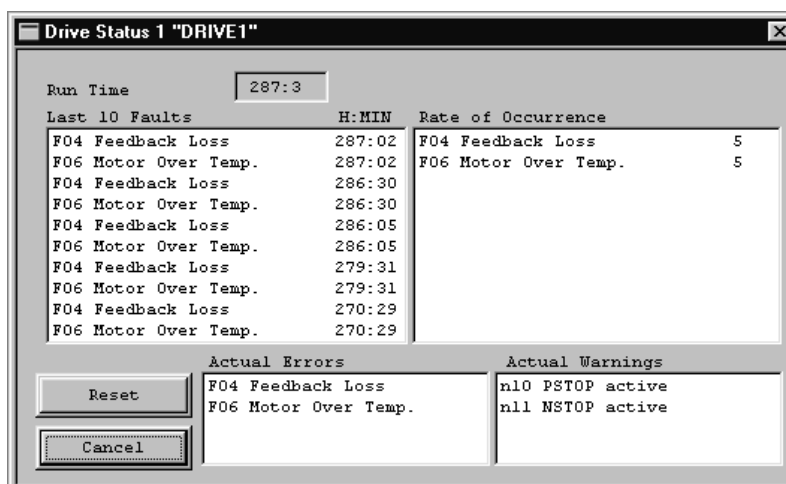 Drive Status 1 "DRIVE1"
Run Time 287:3
Last 10 Faults H:MIN
F04 Feedback Loss 287:02
F06 Motor Over Temp. 287:02
F04 Feedback Loss 286:30
F06 Motor Over Temp. 286:30
F04 Feedback Loss 286:05
F06 Motor Over Temp. 286:05
F04 Feedback Loss 279:31
F06 Motor Over Temp. 279:31
F04 Feedback Loss 270:29
F06 Motor Over Temp. 270:29
Rate of Occurrence
F04 Feedback Loss 5
F06 Motor Over Temp. 5
Reset
Cancel
Actual Errors
F04 Feedback Loss
F06 Motor Over Temp.
Actual Warnings
n10 PSTOP active
n11 NSTOP active